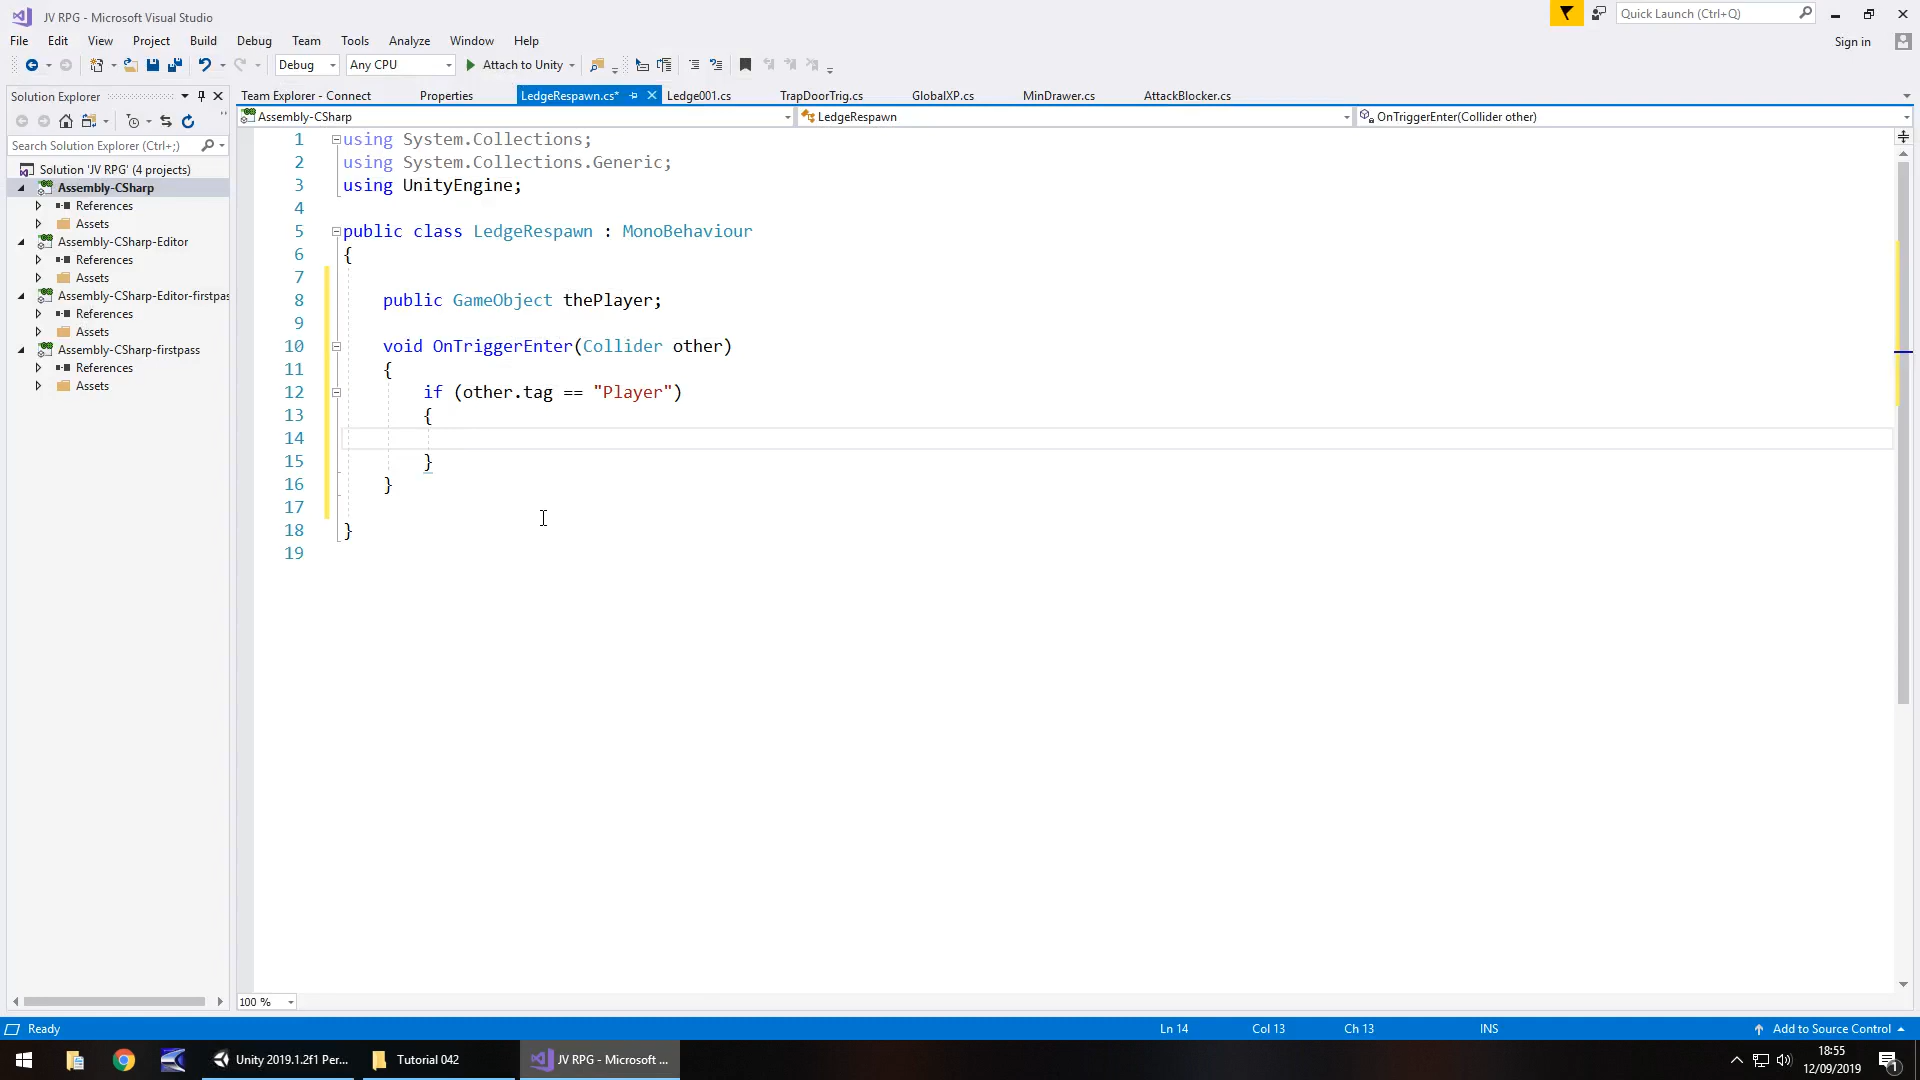 JV RPG - Microsoft Visual Studio
Quick Launch (Ctrl+Q)
File Edit View Project Build Debug Team Tools Analyze Window Help
Sign in
Debug Any CPU Attach to Unity
Solution Explorer
Team Explorer - Connect Properties LedgeRespawn.cs* Ledge001.cs TrapDoorTrig.cs GlobalXP.cs MinDrawer.cs AttackBlocker.cs
Assembly-CSharp LedgeRespawn OnTriggerEnter(Collider other)
Search Solution Explorer (Ctrl+;)
Solution 'JV RPG' (4 projects)
Assembly-CSharp
References
Assets
Assembly-CSharp-Editor
References
Assets
Assembly-CSharp-Editor-firstpas
References
Assets
Assembly-CSharp-firstpass
References
Assets
1 using System.Collections;
2 using System.Collections.Generic;
3 using UnityEngine;
4
5 public class LedgeRespawn : MonoBehaviour
6 {
7
8 public GameObject thePlayer;
9
10 void OnTriggerEnter(Collider other)
11 {
12 if (other.tag == "Player")
13 {
14
15 }
16 }
17
18 }
19
100 %
Ready Ln 14 Col 13 Ch 13 INS Add to Source Control
Unity 2019.1.2f1 Per... Tutorial 042 JV RPG - Microsoft ...
18:55
12/09/2019
1